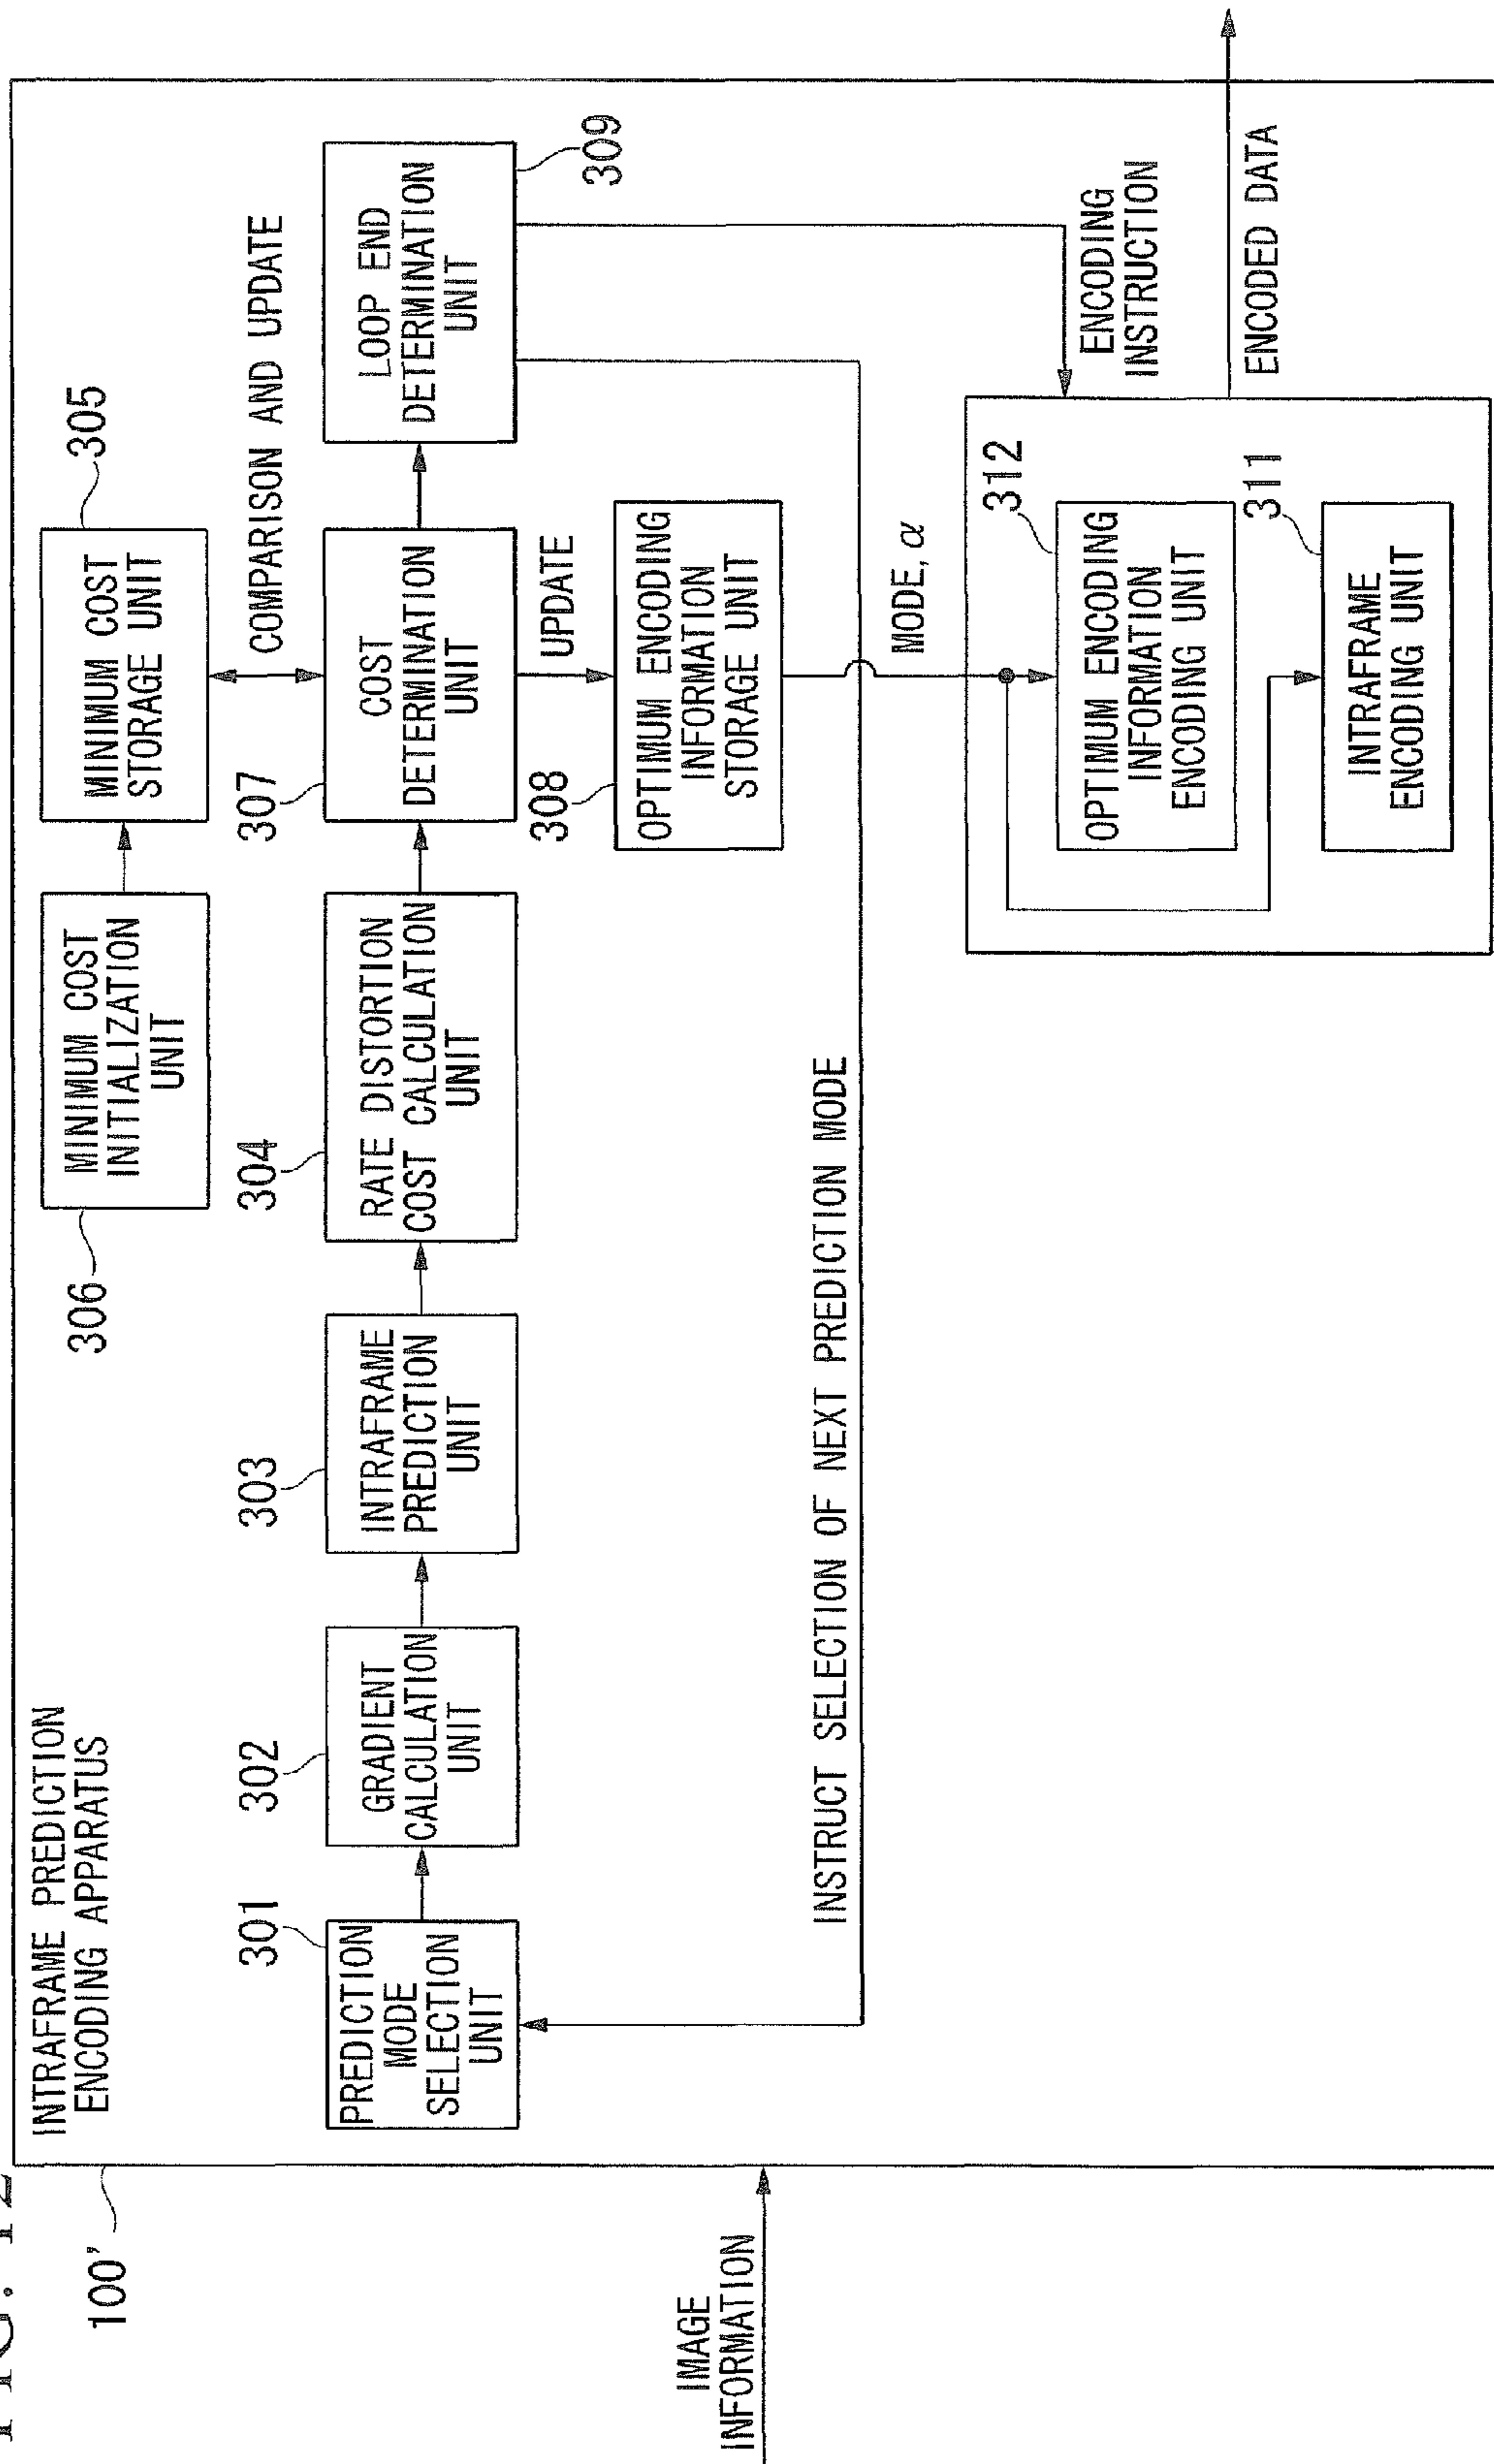 FIG. 12
100'
INTRAFRAME PREDICTION
ENCODING APPARATUS
IMAGE
INFORMATION
306
MINIMUM COST
INITIALIZATION
UNIT
305
MINIMUM COST
STORAGE UNIT
COMPARISON AND UPDATE
301
PREDICTION
MODE
SELECTION
UNIT
302
GRADIENT
CALCULATION
UNIT
303
INTRAFRAME
PREDICTION
UNIT
304
RATE DISTORTION
COST CALCULATION
UNIT
307
COST
DETERMINATION
UNIT
309
LOOP END
DETERMINATION
UNIT
UPDATE
308
OPTIMUM ENCODING
INFORMATION
STORAGE UNIT
INSTRUCT SELECTION OF NEXT PREDICTION MODE
MODE, α
ENCODING
INSTRUCTION
312
OPTIMUM ENCODING
INFORMATION
ENCODING UNIT
311
INTRAFRAME
ENCODING UNIT
ENCODED DATA